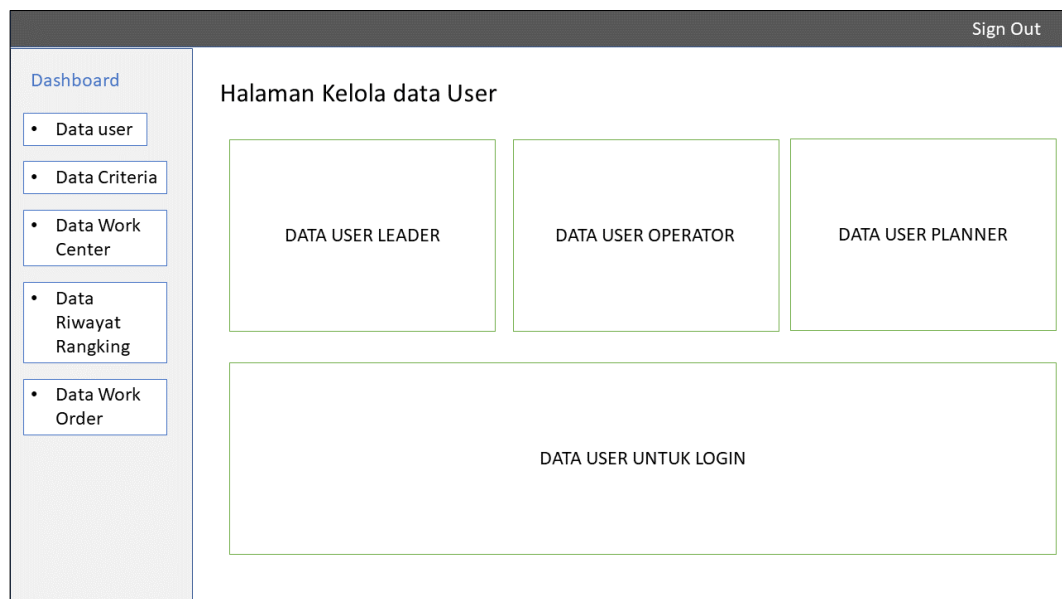 Sign Out
Dashboard
• Data user
• Data Criteria
• Data Work
Center
• Data
Riwayat
Rangking
• Data Work
Order
Halaman Kelola data User
DATA USER LEADER
DATA USER OPERATOR
DATA USER PLANNER
DATA USER UNTUK LOGIN